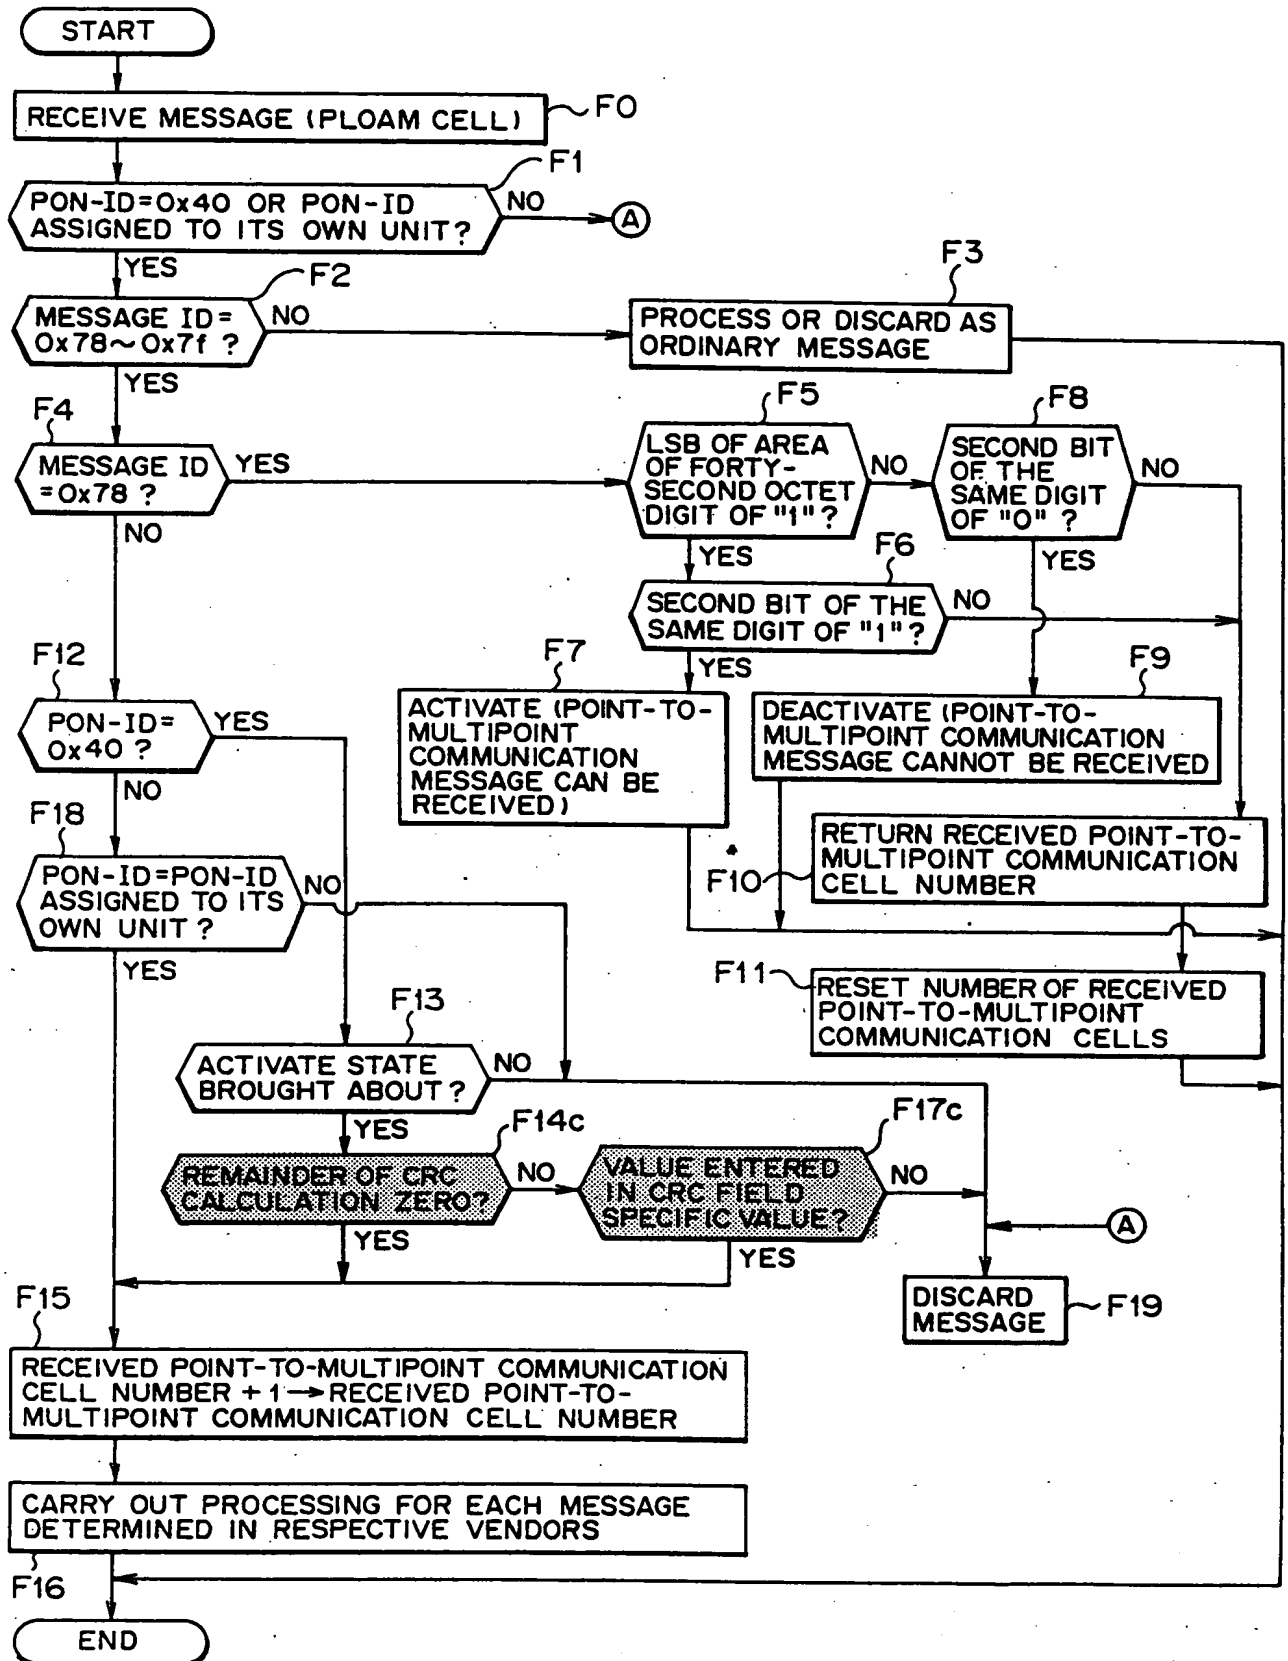 START
RECEIVE MESSAGE (PLOAM CELL)
F0
F1
PON-ID=0x40 OR PON-ID
ASSIGNED TO ITS OWN UNIT?
NO
A
YES
F2
MESSAGE ID=
0x78~0x7f ?
NO
F3
PROCESS OR DISCARD AS
ORDINARY MESSAGE
YES
F4
MESSAGE ID
=0x78 ?
YES
NO
F5
LSB OF AREA
OF FORTY-
SECOND OCTET
DIGIT OF "1"?
NO
F8
SECOND BIT
OF THE
SAME DIGIT
OF "0" ?
NO
YES
F6
YES
SECOND BIT OF THE
SAME DIGIT OF "1"?
NO
YES
F7
ACTIVATE (POINT-TO-
MULTIPOINT
COMMUNICATION
MESSAGE CAN BE
RECEIVED)
F9
DEACTIVATE (POINT-TO-
MULTIPOINT COMMUNICATION
MESSAGE CANNOT BE RECEIVED
F10
RETURN RECEIVED POINT-TO-
MULTIPOINT COMMUNICATION
CELL NUMBER
F11
RESET NUMBER OF RECEIVED
POINT-TO-MULTIPOINT
COMMUNICATION CELLS
F12
PON-ID=
0x40 ?
YES
NO
F18
PON-ID=PON-ID
ASSIGNED TO ITS
OWN UNIT ?
NO
YES
F13
ACTIVATE STATE
BROUGHT ABOUT ?
NO
YES
F14c
REMAINDER OF CRC
CALCULATION ZERO?
NO
YES
F17c
VALUE ENTERED
IN CRC FIELD
SPECIFIC VALUE?
NO
YES
A
DISCARD
MESSAGE
F19
F15
RECEIVED POINT-TO-MULTIPOINT COMMUNICATION
CELL NUMBER +1→RECEIVED POINT-TO-
MULTIPOINT COMMUNICATION CELL NUMBER
CARRY OUT PROCESSING FOR EACH MESSAGE
DETERMINED IN RESPECTIVE VENDORS
F16
END